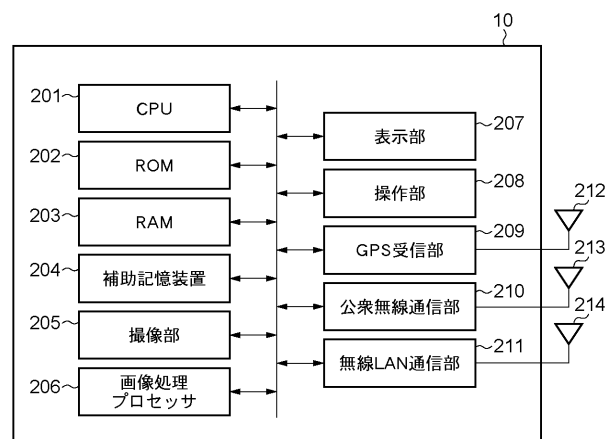 10
201
CPU
202
ROM
203
RAM
204
補助記憶装置
205
撮像部
206
画像処理
プロセッサ
207
表示部
208
操作部
209
GPS受信部
210
公衆無線通信部
211
無線LAN通信部
212
213
214